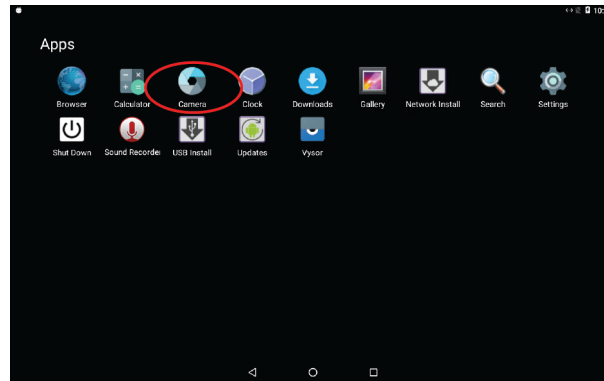 10:
Apps
Browser Calculator Camera Clock Downloads Gallery Network Install Search Settings
Shut Down Sound Recorder USB Install Updates Vysor